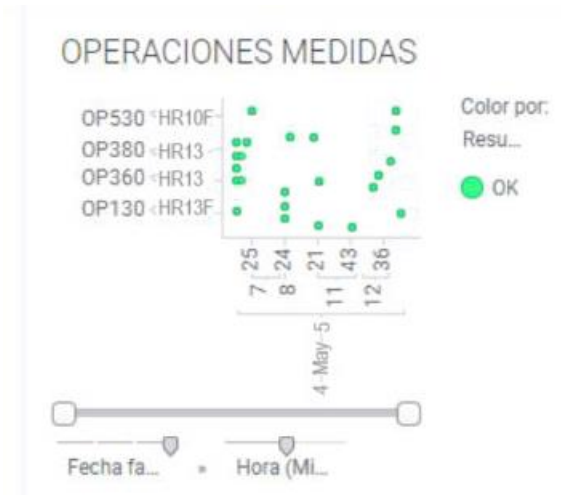 OPERACIONES MEDIDAS
OP530 <HR10F
OP380 <HR13
OP360 <HR13
OP130 <HR13F
Color por:
Resu...
OK
25 24 21 43 36
7 8 11 12
4-May-5
Fecha fa...
Hora (Mi...